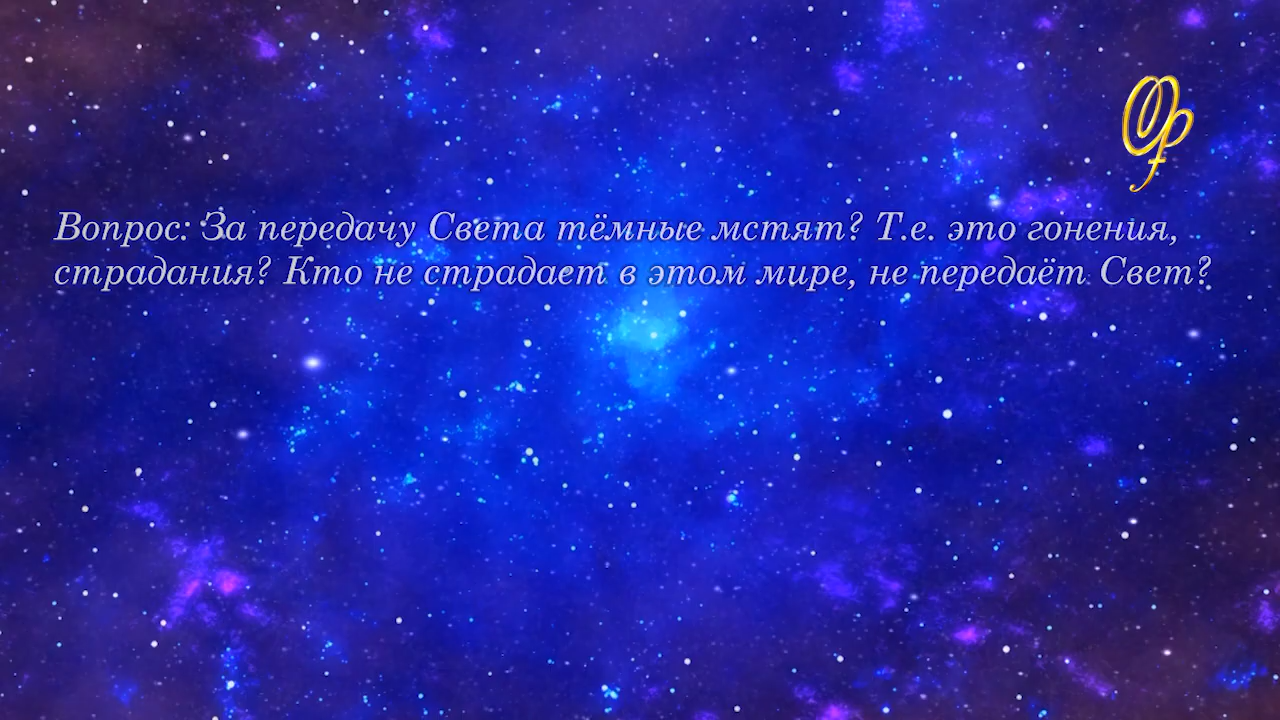 Вопрос: За передачу Света тёмные мстят? Т.е. это гонения,
страдания? Кто не страдает в этом мире, не передаёт Свет?